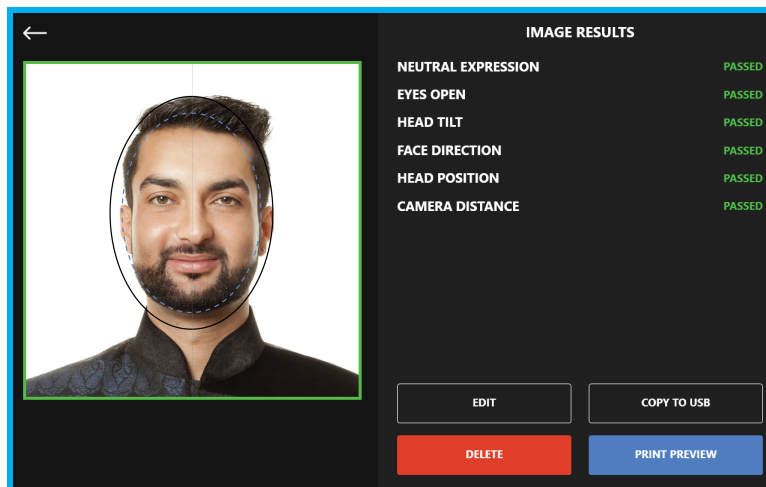 IMAGE RESULTS
NEUTRAL EXPRESSION PASSED
EYES OPEN PASSED
HEAD TILT PASSED
FACE DIRECTION PASSED
HEAD POSITION PASSED
CAMERA DISTANCE PASSED
EDIT COPY TO USB
DELETE PRINT PREVIEW